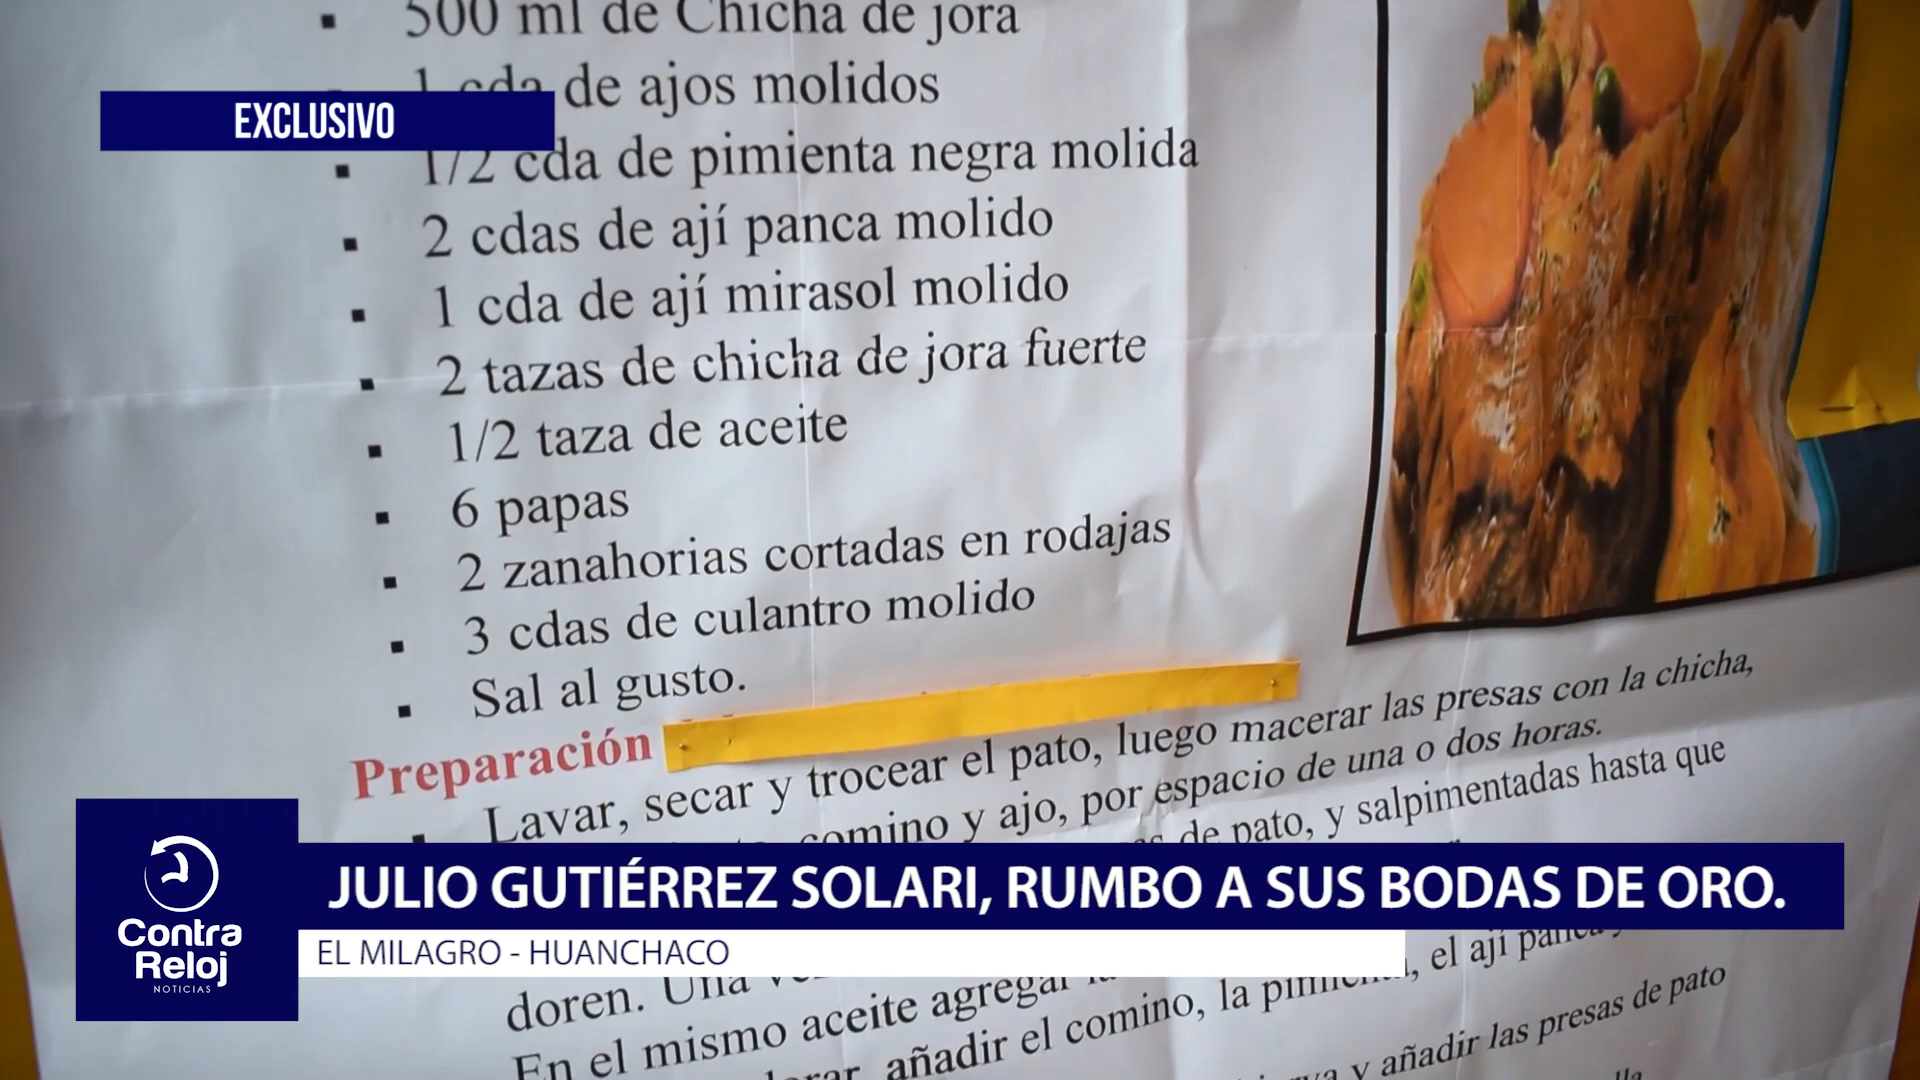 500 ml de Chicha de jora
EXCLUSIVO
1 cda de ajos molidos
1/2 cda de pimienta negra molida
2 cdas de ají panca molido
1 cda de ají mirasol molido
2 tazas de chicha de jora fuerte
1/2 taza de aceite
6 papas
2 zanahorias cortadas en rodajas
3 cdas de culantro molido
Sal al gusto.
Preparación
Lavar, secar y trocear el pato, luego macerar las presas con la chicha,
comino y ajo, por espacio de una o dos horas.
de pato, y salpimentadas hasta que
JULIO GUTIÉRREZ SOLARI, RUMBO A SUS BODAS DE ORO.
EL MILAGRO - HUANCHACO
Contra
Reloj
NOTICIAS
doren. Una
En el mismo aceite agregar
añadir el comino, la pimienta, el ají panca
y añadir las presas de pato